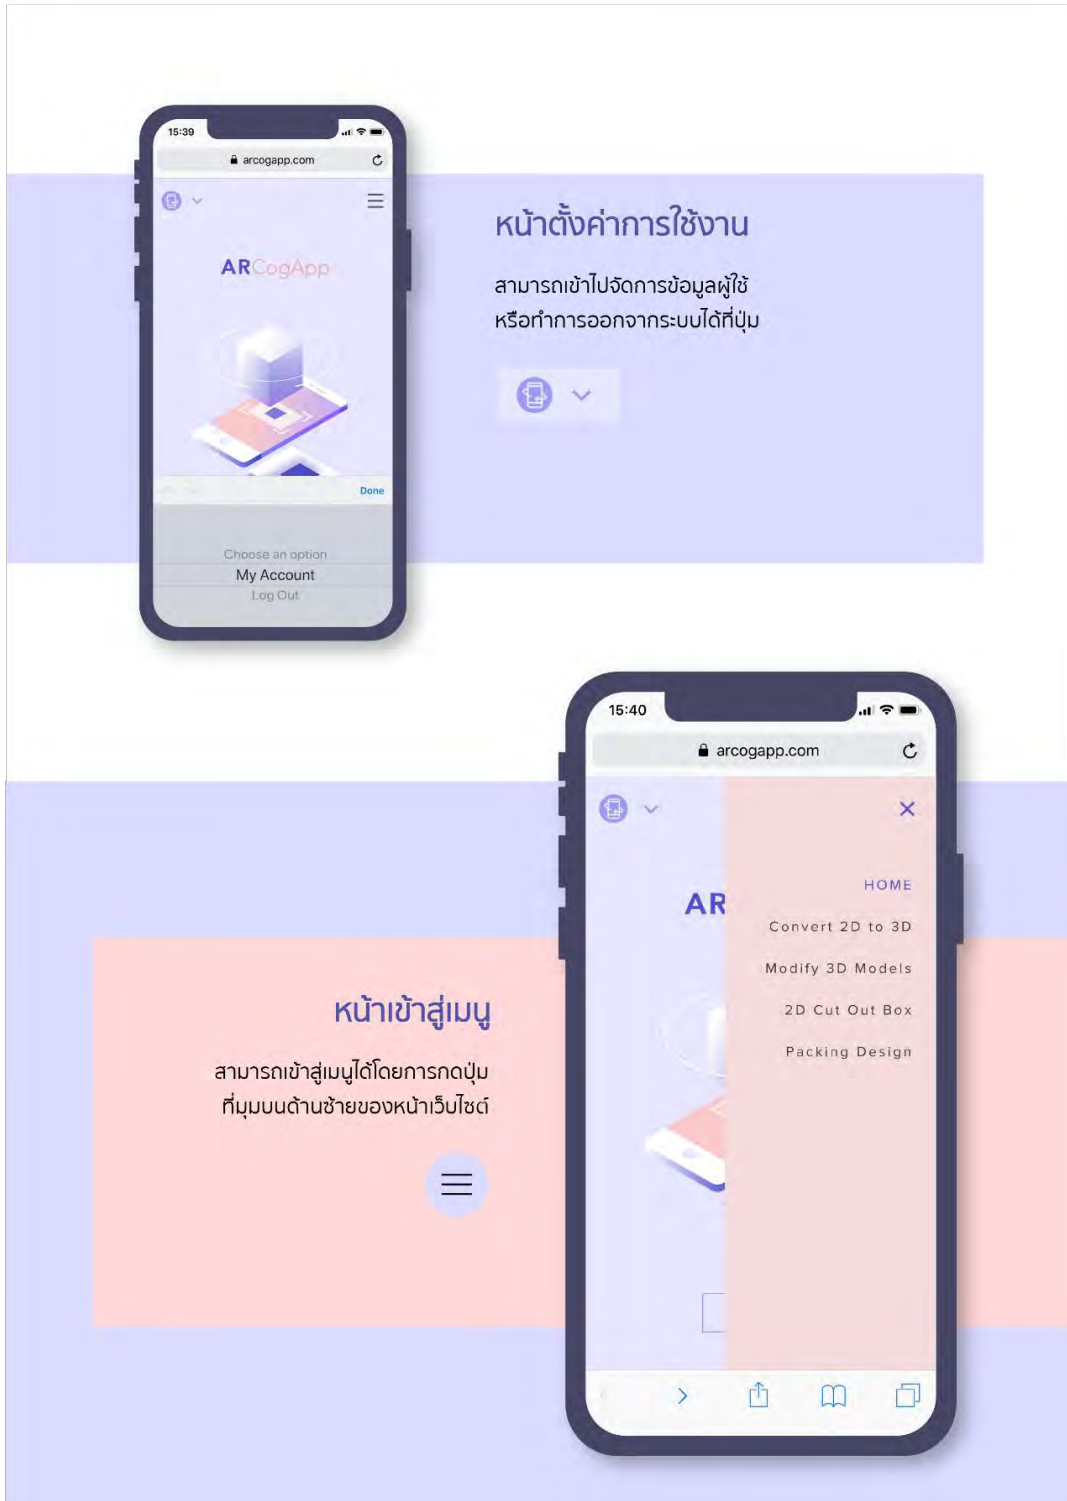 15:39
arcogapp.com
ARCogApp
Done
Choose an option
My Account
Log Out
หน้าตั้งค่าการใช้งาน
สามารถเข้าไปจัดการข้อมูลผู้ใช้
หรือทำการออกจากระบบได้ที่ปุ่ม
15:40
arcogapp.com
AR
HOME
Convert 2D to 3D
Modify 3D Models
2D Cut Out Box
Packing Design
หน้าเข้าสู่เมนู
สามารถเข้าสู่เมนูได้โดยการกดปุ่ม
ที่มุมบนด้านซ้ายของหน้าเว็บไซต์